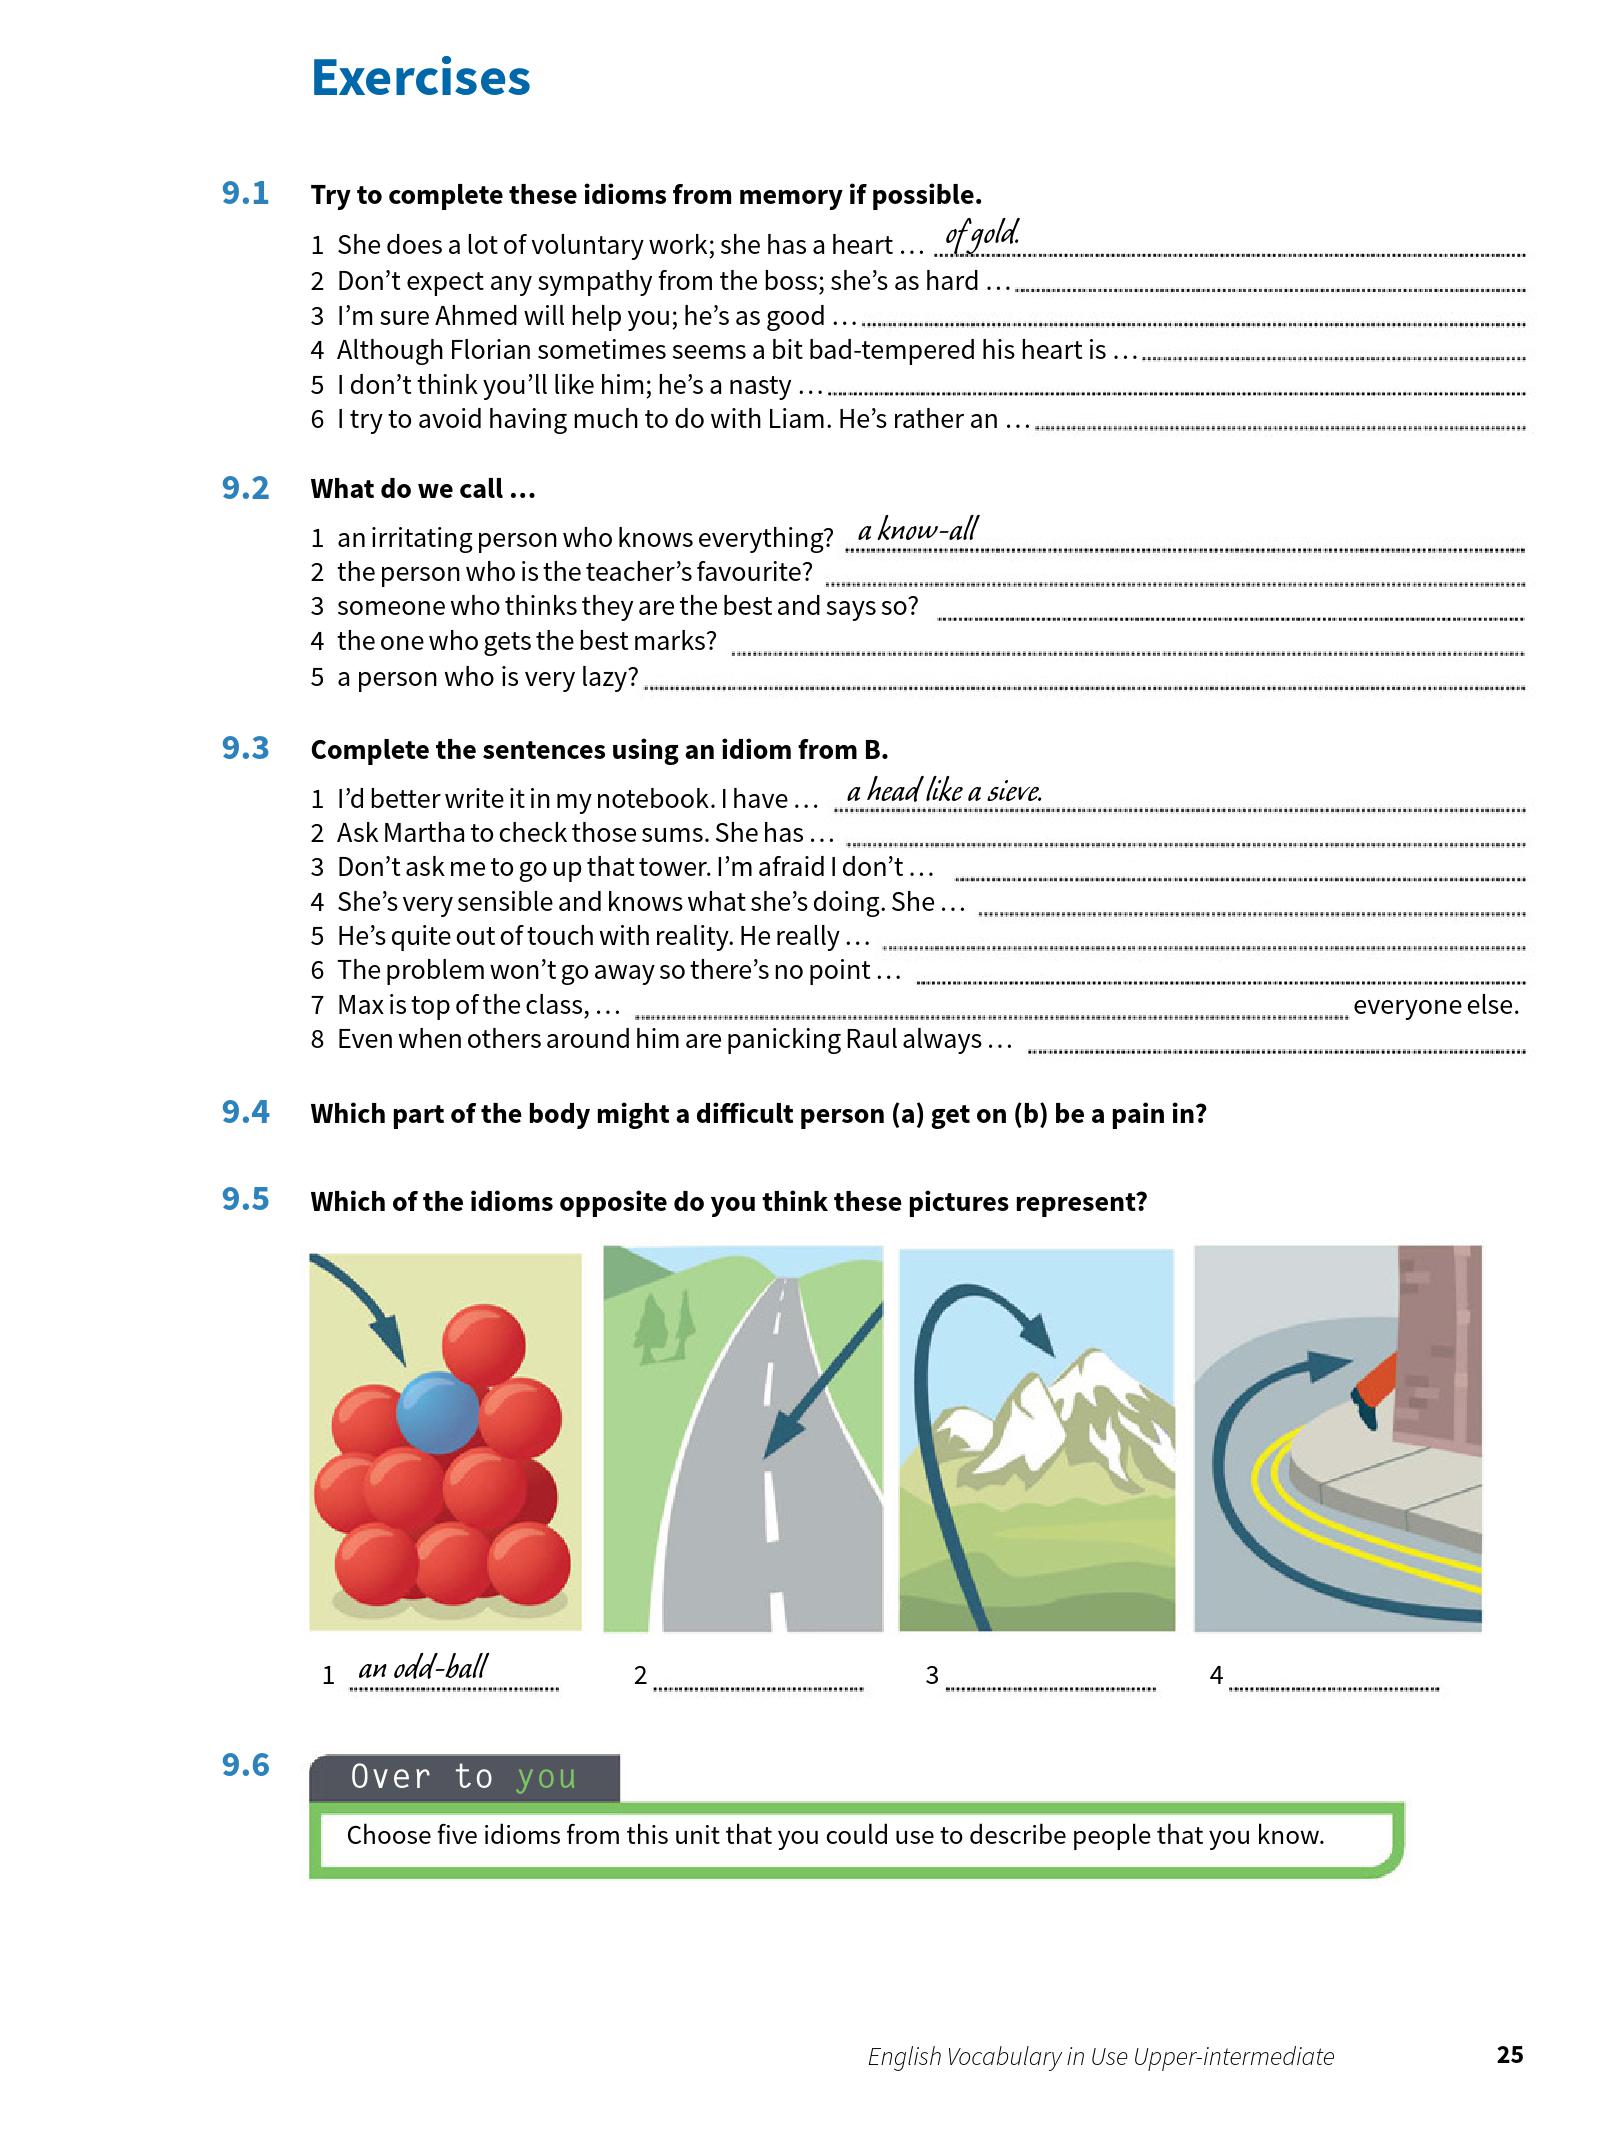 Exercises
9.1 Try to complete these idioms from memory if possible.
1 She does a lot of voluntary work; she has a heart … of gold.
2 Don’t expect any sympathy from the boss; she’s as hard …
3 I’m sure Ahmed will help you; he’s as good …
4 Although Florian sometimes seems a bit bad-tempered his heart is …
5 I don’t think you’ll like him; he’s a nasty …
6 I try to avoid having much to do with Liam. He’s rather an …
9.2 What do we call …
1 an irritating person who knows everything? a know-all
2 the person who is the teacher’s favourite?
3 someone who thinks they are the best and says so?
4 the one who gets the best marks?
5 a person who is very lazy?
9.3 Complete the sentences using an idiom from B.
1 I’d better write it in my notebook. I have … a head like a sieve.
2 Ask Martha to check those sums. She has …
3 Don’t ask me to go up that tower. I’m afraid I don’t …
4 She’s very sensible and knows what she’s doing. She …
5 He’s quite out of touch with reality. He really …
6 The problem won’t go away so there’s no point …
7 Max is top of the class, … everyone else.
8 Even when others around him are panicking Raul always …
9.4 Which part of the body might a difficult person (a) get on (b) be a pain in?
9.5 Which of the idioms opposite do you think these pictures represent?
1 an odd-ball 2 3 4
9.6 Over to you
Choose five idioms from this unit that you could use to describe people that you know.
English Vocabulary in Use Upper-intermediate 25